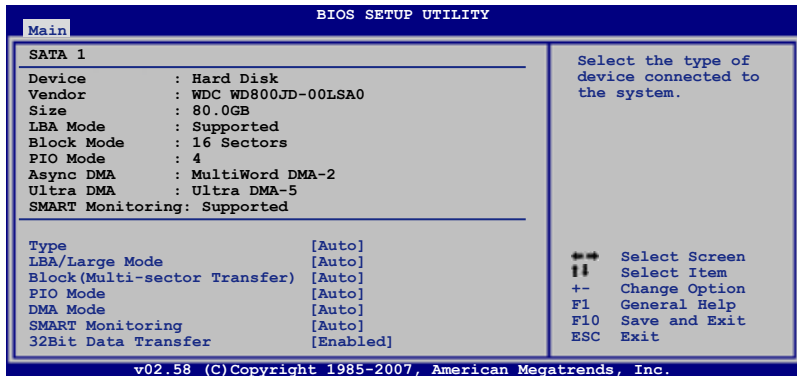 BIOS SETUP UTILITY
Main
SATA 1
Device : Hard Disk
Vendor : WDC WD800JD-00LSA0
Size : 80.0GB
LBA Mode : Supported
Block Mode : 16 Sectors
PIO Mode : 4
Async DMA : MultiWord DMA-2
Ultra DMA : Ultra DMA-5
SMART Monitoring: Supported
Type [Auto]
LBA/Large Mode [Auto]
Block(Multi-sector Transfer) [Auto]
PIO Mode [Auto]
DMA Mode [Auto]
SMART Monitoring [Auto]
32Bit Data Transfer [Enabled]
Select the type of
device connected to
the system.
←→ Select Screen
↑↓ Select Item
+- Change Option
F1 General Help
F10 Save and Exit
ESC Exit
v02.58 (C)Copyright 1985-2007, American Megatrends, Inc.